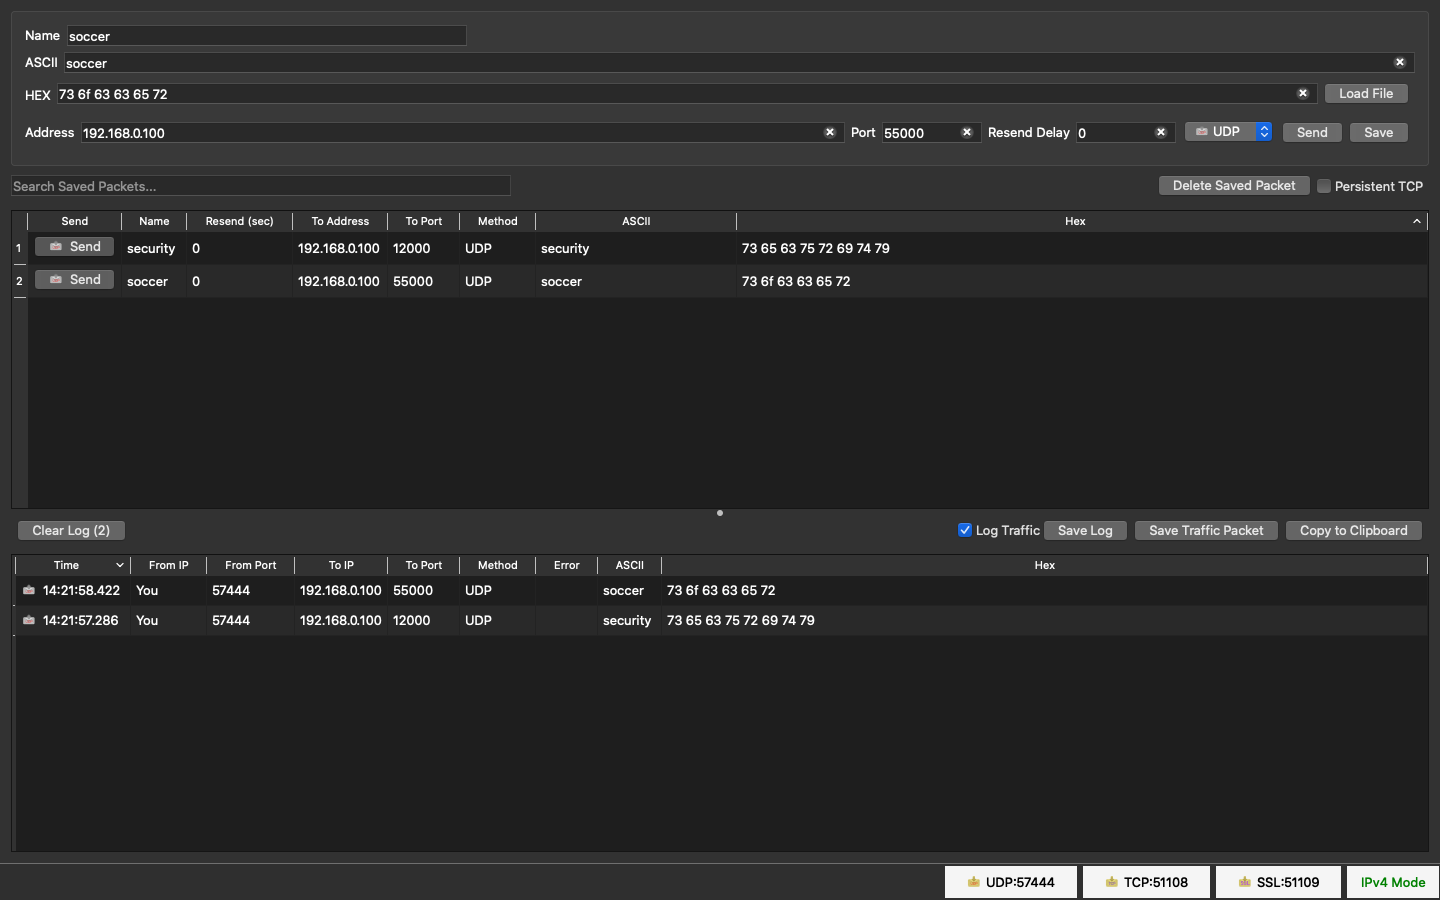 Name soccer
ASCII soccer
HEX 73 6f 63 63 65 72 Load File
Address 192.168.0.100 Port 55000 Resend Delay 0 UDP Send Save
Search Saved Packets... Delete Saved Packet Persistent TCP
Send Name Resend (sec) To Address To Port Method ASCII Hex
1 Send security 0 192.168.0.100 12000 UDP security 73 65 63 75 72 69 74 79
2 Send soccer 0 192.168.0.100 55000 UDP soccer 73 6f 63 63 65 72
Clear Log (2) Log Traffic Save Log Save Traffic Packet Copy to Clipboard
Time From IP From Port To IP To Port Method Error ASCII Hex
14:21:58.422 You 57444 192.168.0.100 55000 UDP soccer 73 6f 63 63 65 72
14:21:57.286 You 57444 192.168.0.100 12000 UDP security 73 65 63 75 72 69 74 79
UDP:57444 TCP:51108 SSL:51109 IPv4 Mode